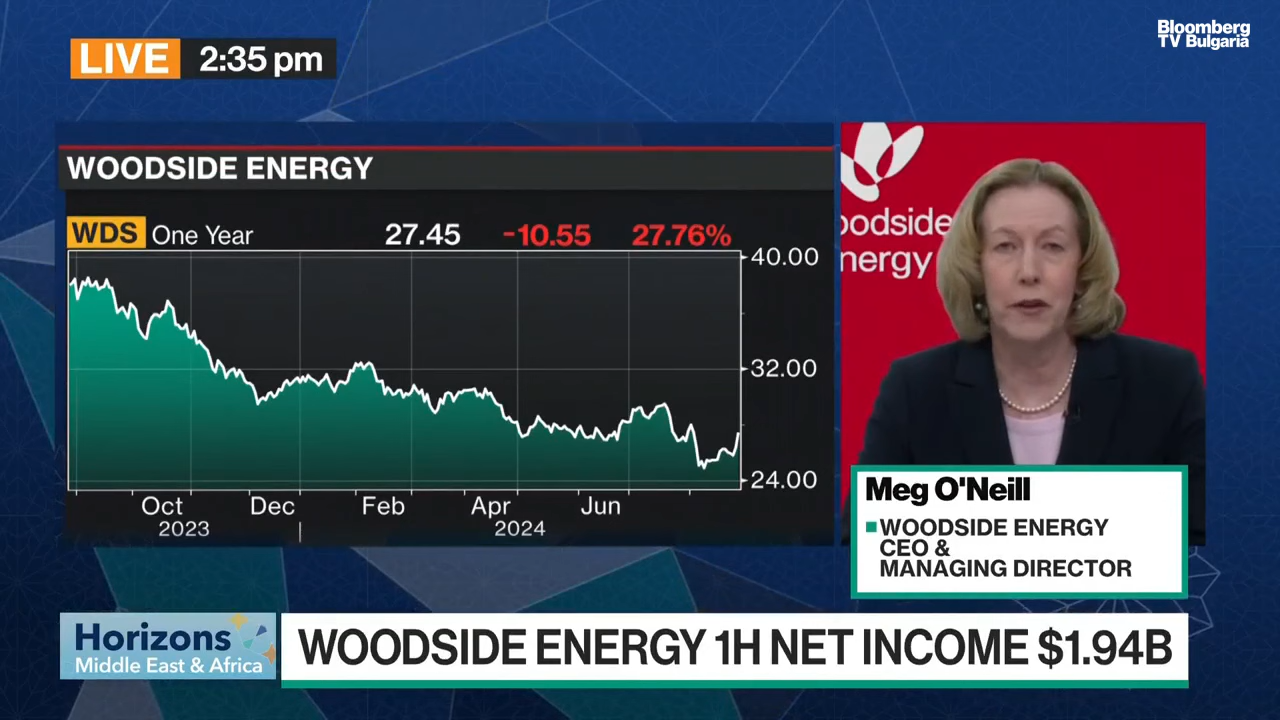 Bloomberg
TV Bulgaria
LIVE 2:35 pm
WOODSIDE ENERGY
WDS One Year 27.45 -10.55 27.76%
40.00
32.00
24.00
Oct Dec Feb Apr Jun
2023 2024
oodside
nergy
Meg O'Neill
WOODSIDE ENERGY
CEO &
MANAGING DIRECTOR
Horizons
Middle East & Africa
WOODSIDE ENERGY 1H NET INCOME $1.94B